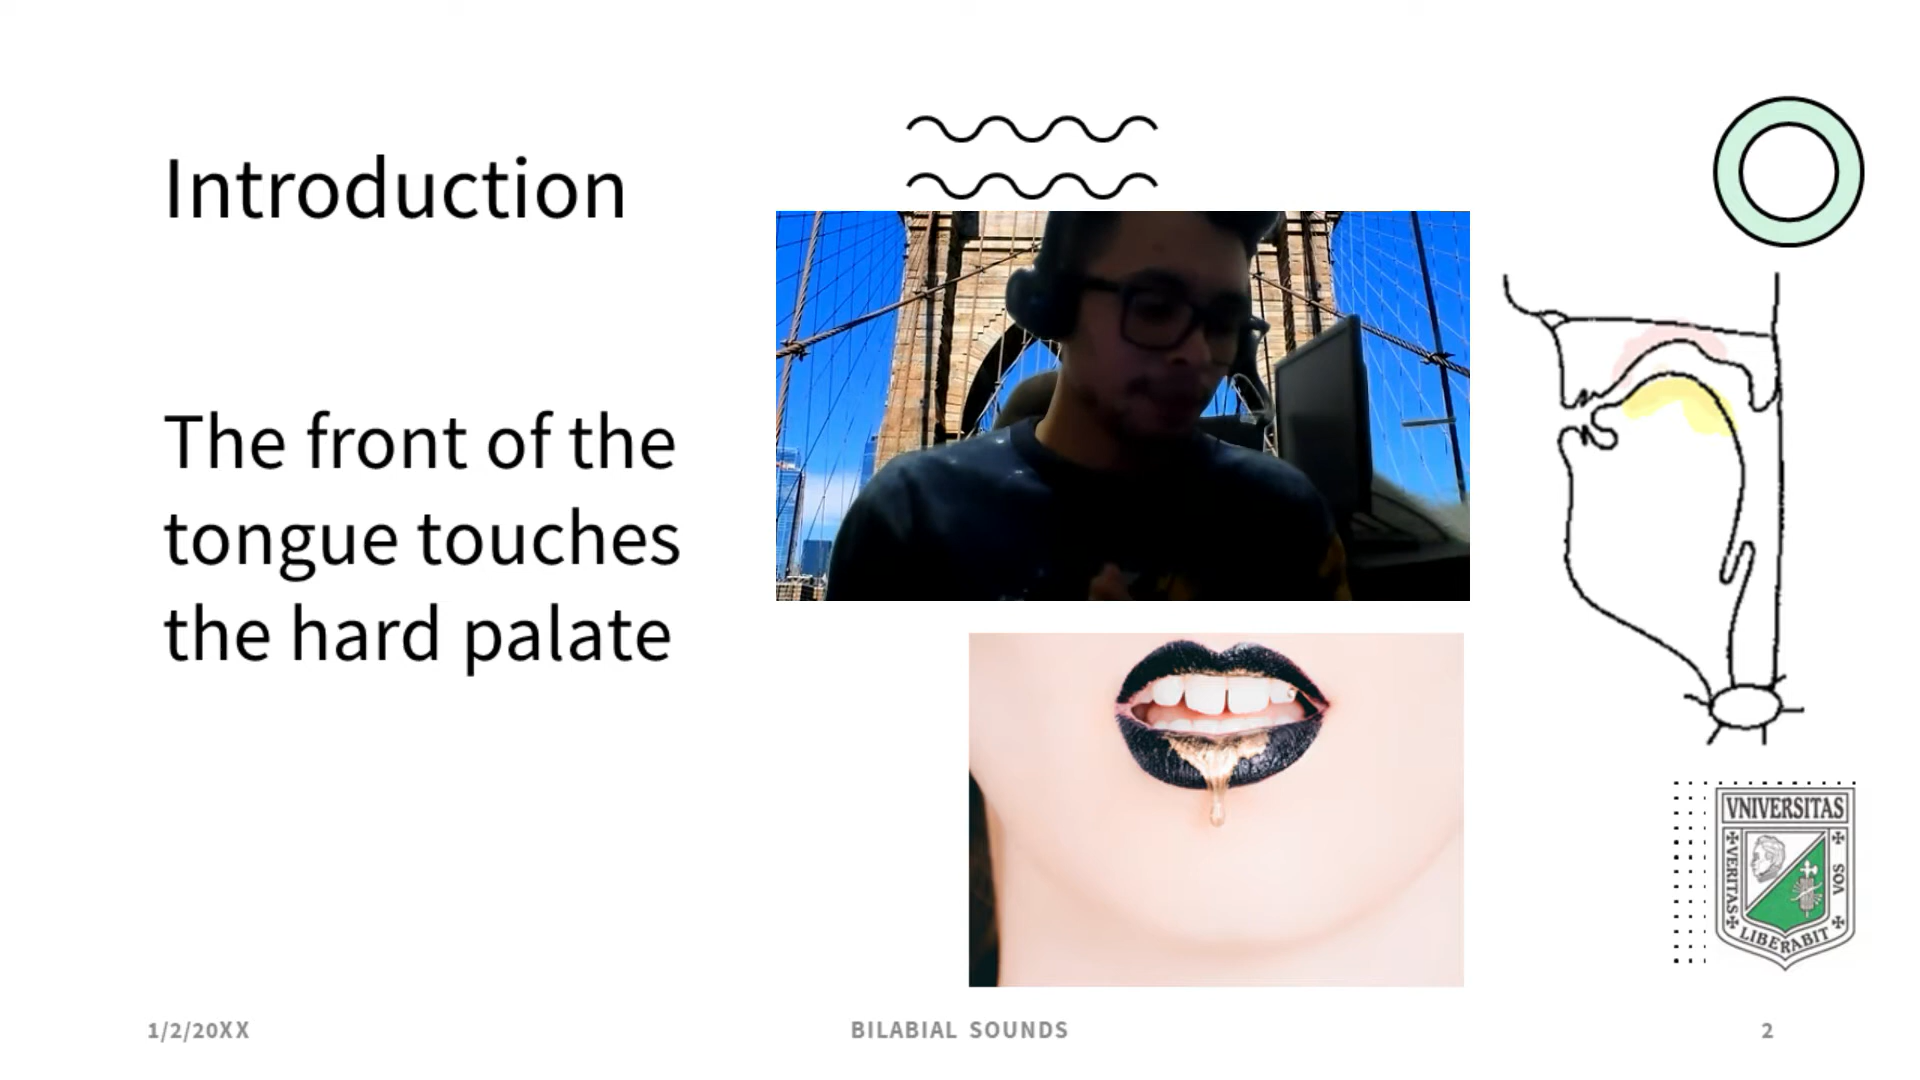 Introduction
The front of the
tongue touches
the hard palate
VNIVERSITAS
VERITAS
VOS
LIBERABIT
1/2/20XX
BILABIAL SOUNDS
2